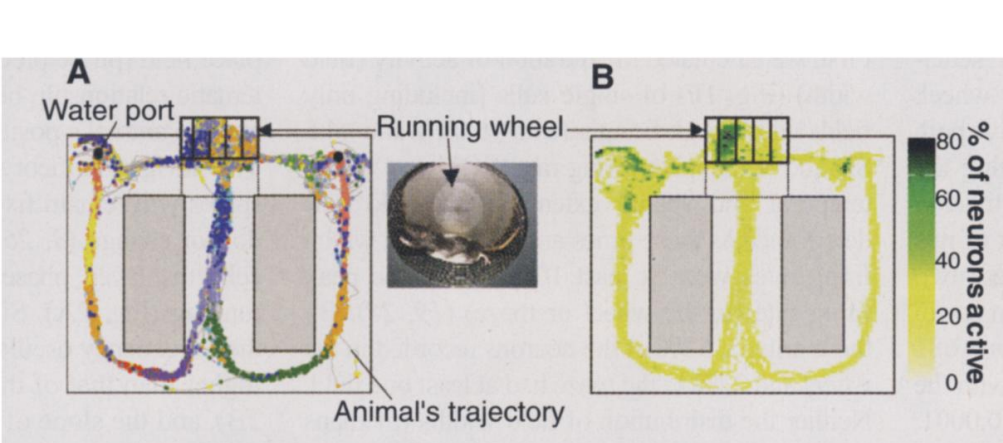 A
B
Water port
Running wheel
Animal's trajectory
80
60
40
20
0
% of neurons active